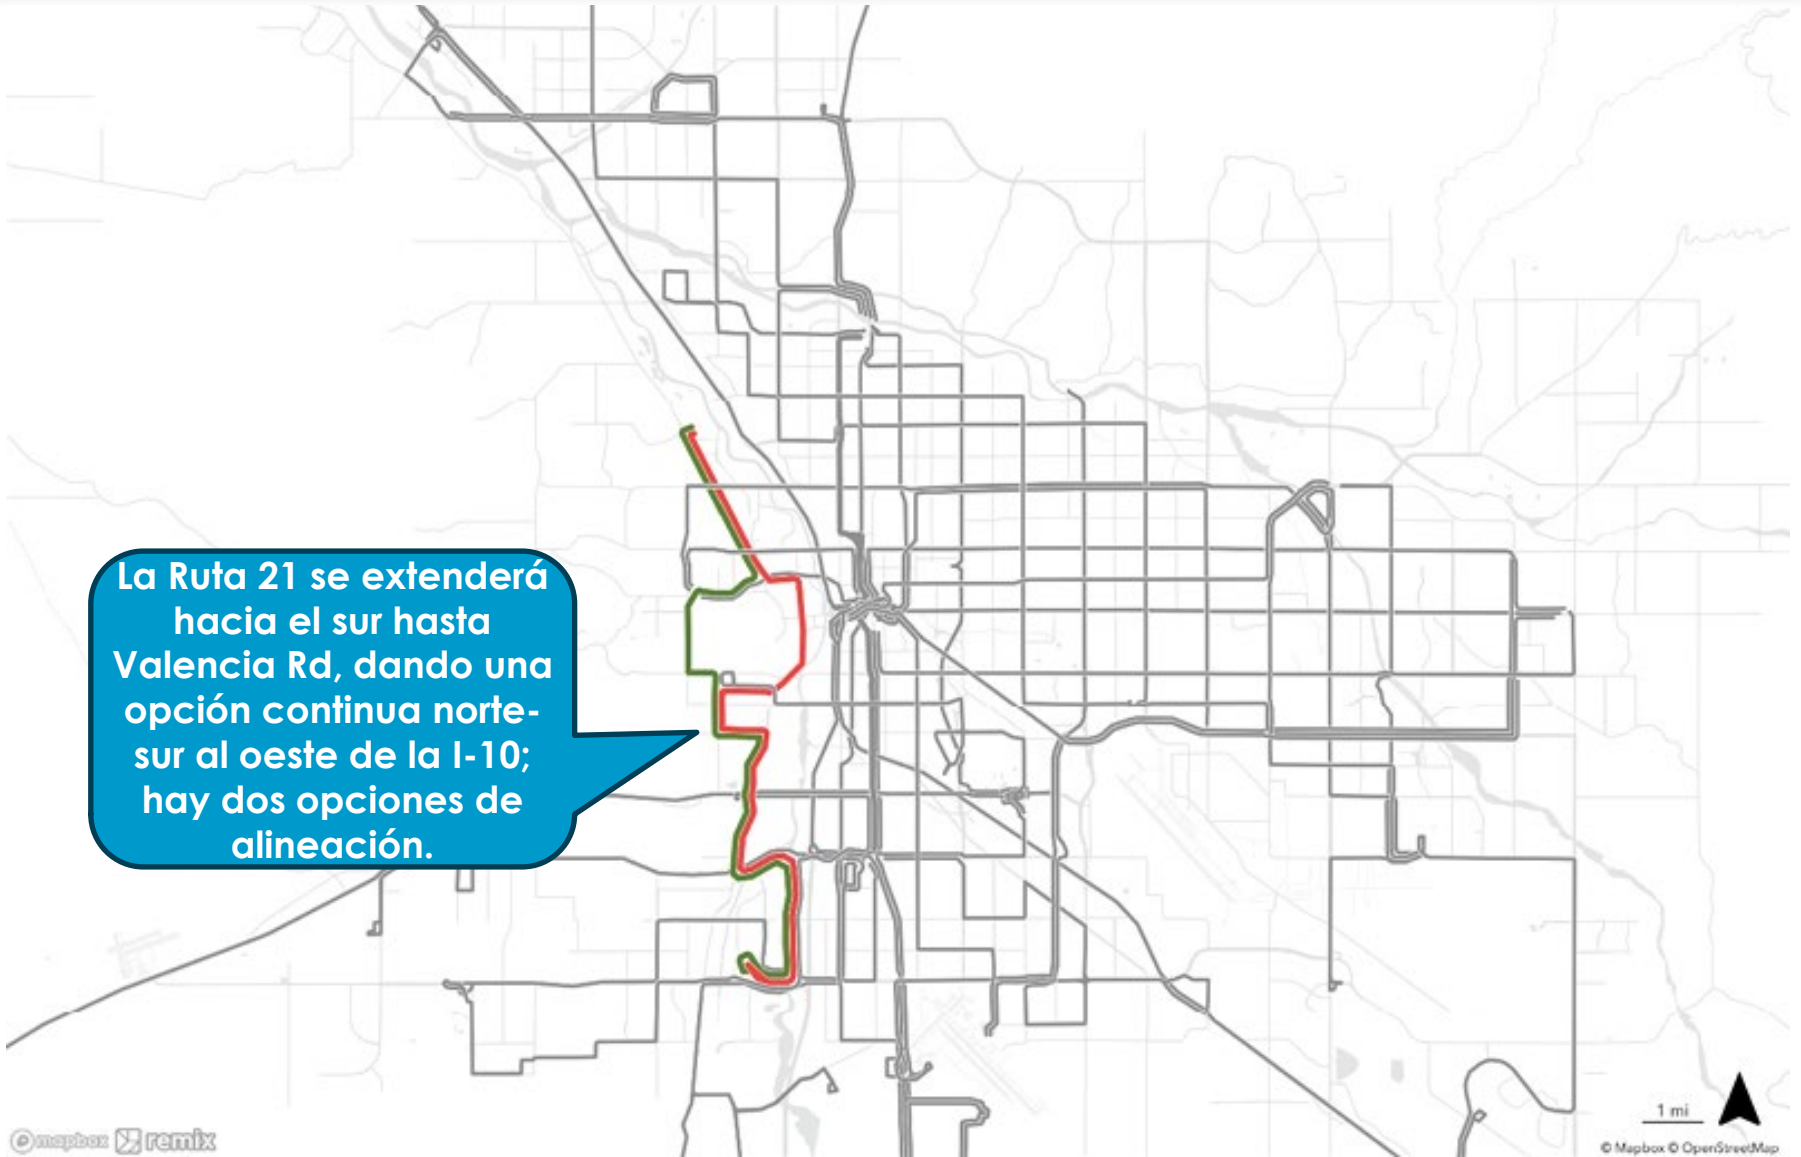 La Ruta 21 se extenderá
hacia el sur hasta
Valencia Rd, dando una
opción continua norte-
sur al oeste de la I-10;
hay dos opciones de
alineación.
1 mi
mapbox remix
© Mapbox © OpenStreetMap